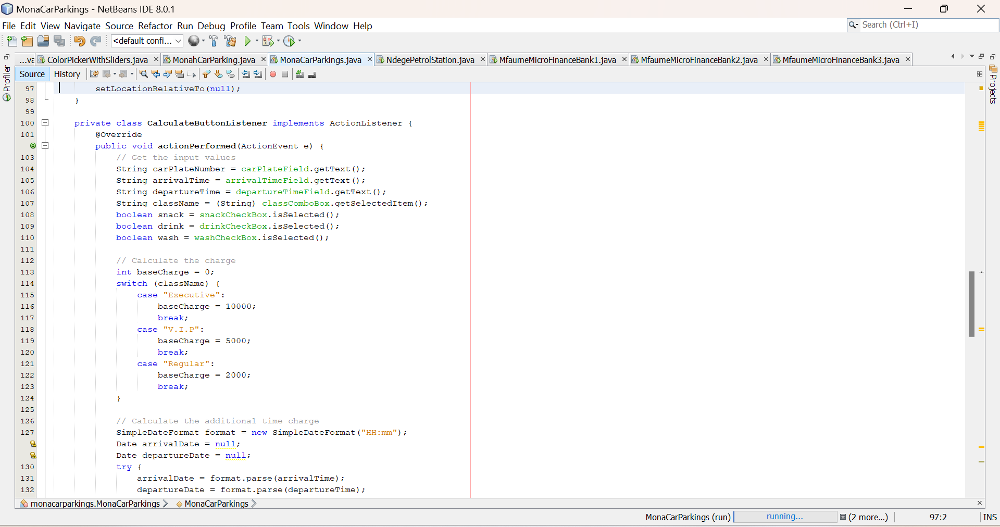 MonaCarParkings - NetBeans IDE 8.0.1
File Edit View Navigate Source Refactor Run Debug Profile Team Tools Window Help
Search (Ctrl+I)
<default confi...
...va ColorPickerWithSliders.java MonahCarParking.java MonaCarParkings.java NdegePetrolStation.java MfaumeMicroFinanceBank1.java MfaumeMicroFinanceBank2.java MfaumeMicroFinanceBank3.java
Profiler
Projects
Source History
97 setLocationRelativeTo(null);
98 }
99
100 private class CalculateButtonListener implements ActionListener {
101 @Override
public void actionPerformed(ActionEvent e) {
103 // Get the input values
104 String carPlateNumber = carPlateField.getText();
105 String arrivalTime = arrivalTimeField.getText();
106 String departureTime = departureTimeField.getText();
107 String className = (String) classComboBox.getSelectedItem();
108 boolean snack = snackCheckBox.isSelected();
109 boolean drink = drinkCheckBox.isSelected();
110 boolean wash = washCheckBox.isSelected();
111
112 // Calculate the charge
113 int baseCharge = 0;
114 switch (className) {
115 case "Executive":
116 baseCharge = 10000;
117 break;
118 case "V.I.P":
119 baseCharge = 5000;
120 break;
121 case "Regular":
122 baseCharge = 2000;
123 break;
124 }
125
126 // Calculate the additional time charge
127 SimpleDateFormat format = new SimpleDateFormat("HH:mm");
Date arrivalDate = null;
Date departureDate = null;
130 try {
131 arrivalDate = format.parse(arrivalTime);
132 departureDate = format.parse(departureTime);
monacarparkings.MonaCarParkings MonaCarParkings
MonaCarParkings (run) running... (2 more...) 97:2 INS